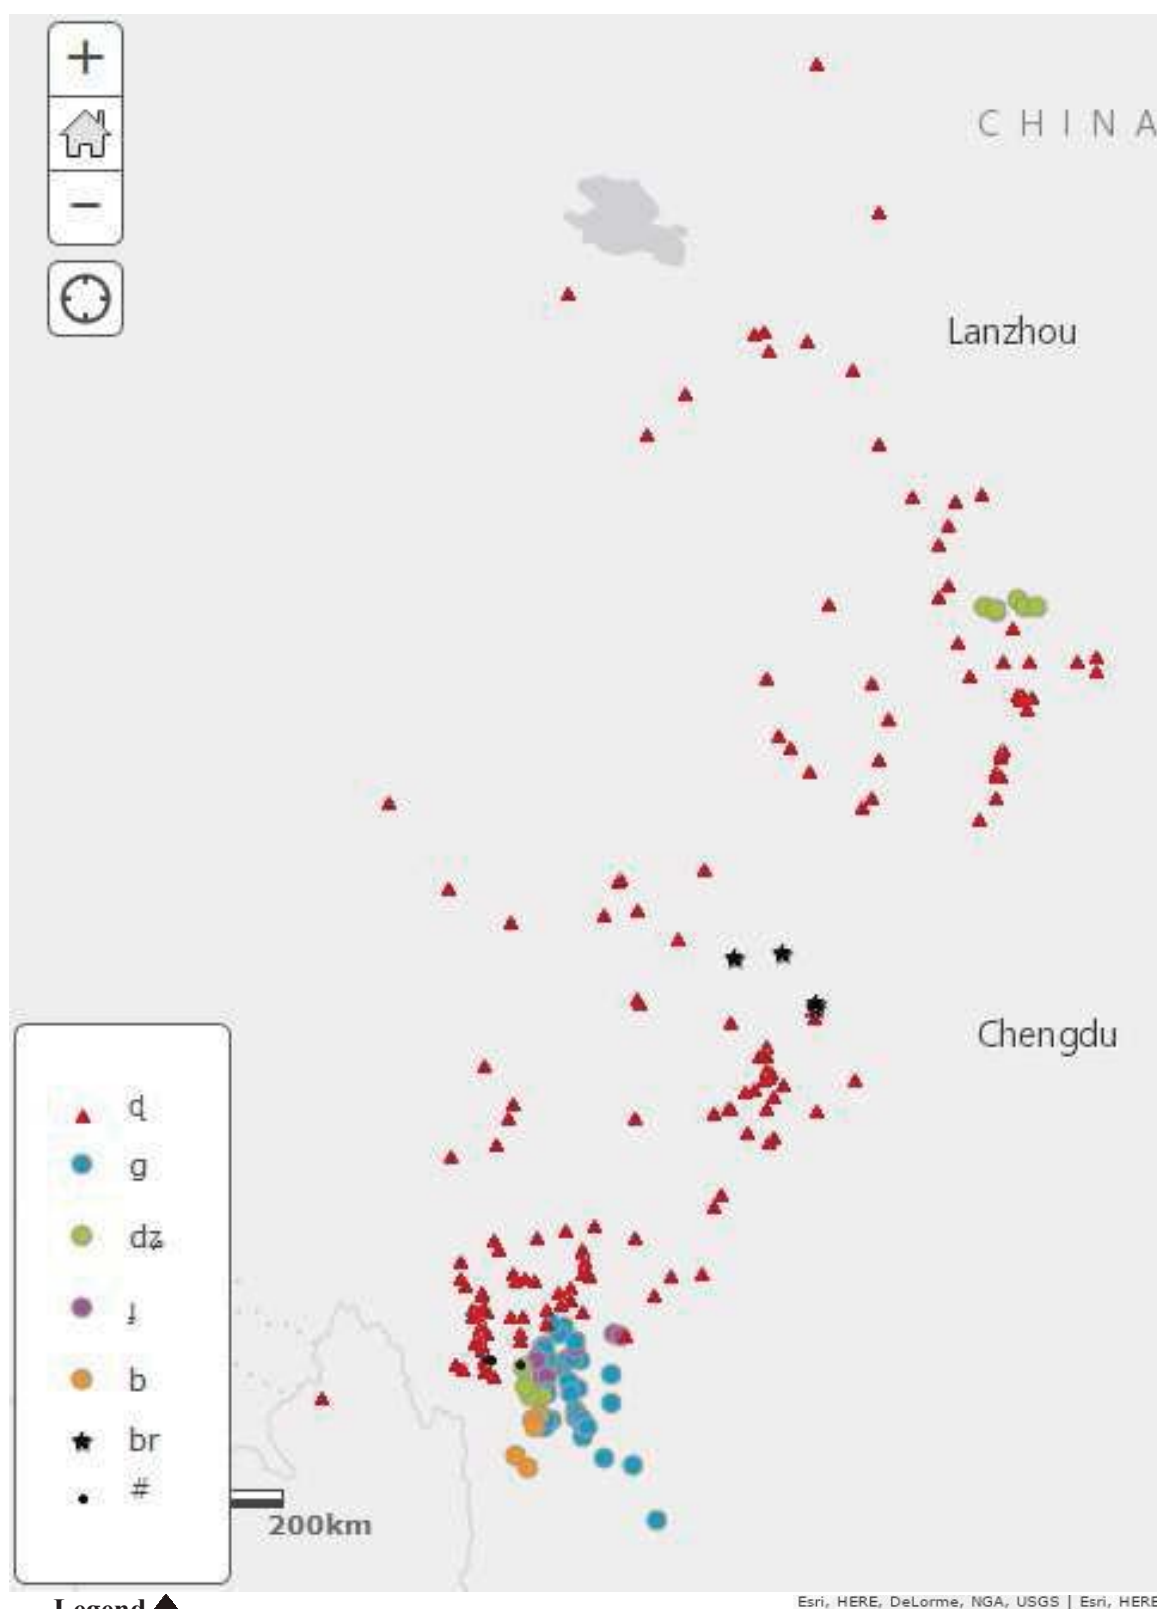 CHINA
Lanzhou
Chengdu
ɖ
g
dʑ
ɟ
b
br
#
200km
Legend
Esri, HERE, DeLorme, NGA, USGS | Esri, HERE